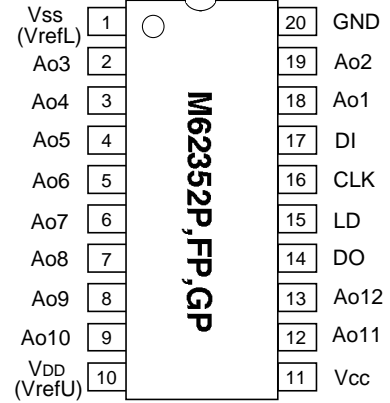 Vss 1 20 GND
(VrefL)
Ao3 2 19 Ao2
Ao4 3 18 Ao1
Ao5 4 17 DI
Ao6 5 16 CLK
Ao7 6 15 LD
Ao8 7 14 DO
Ao9 8 13 Ao12
Ao10 9 12 Ao11
VDD 10 11 Vcc
(VrefU)
M62352P,FP,GP